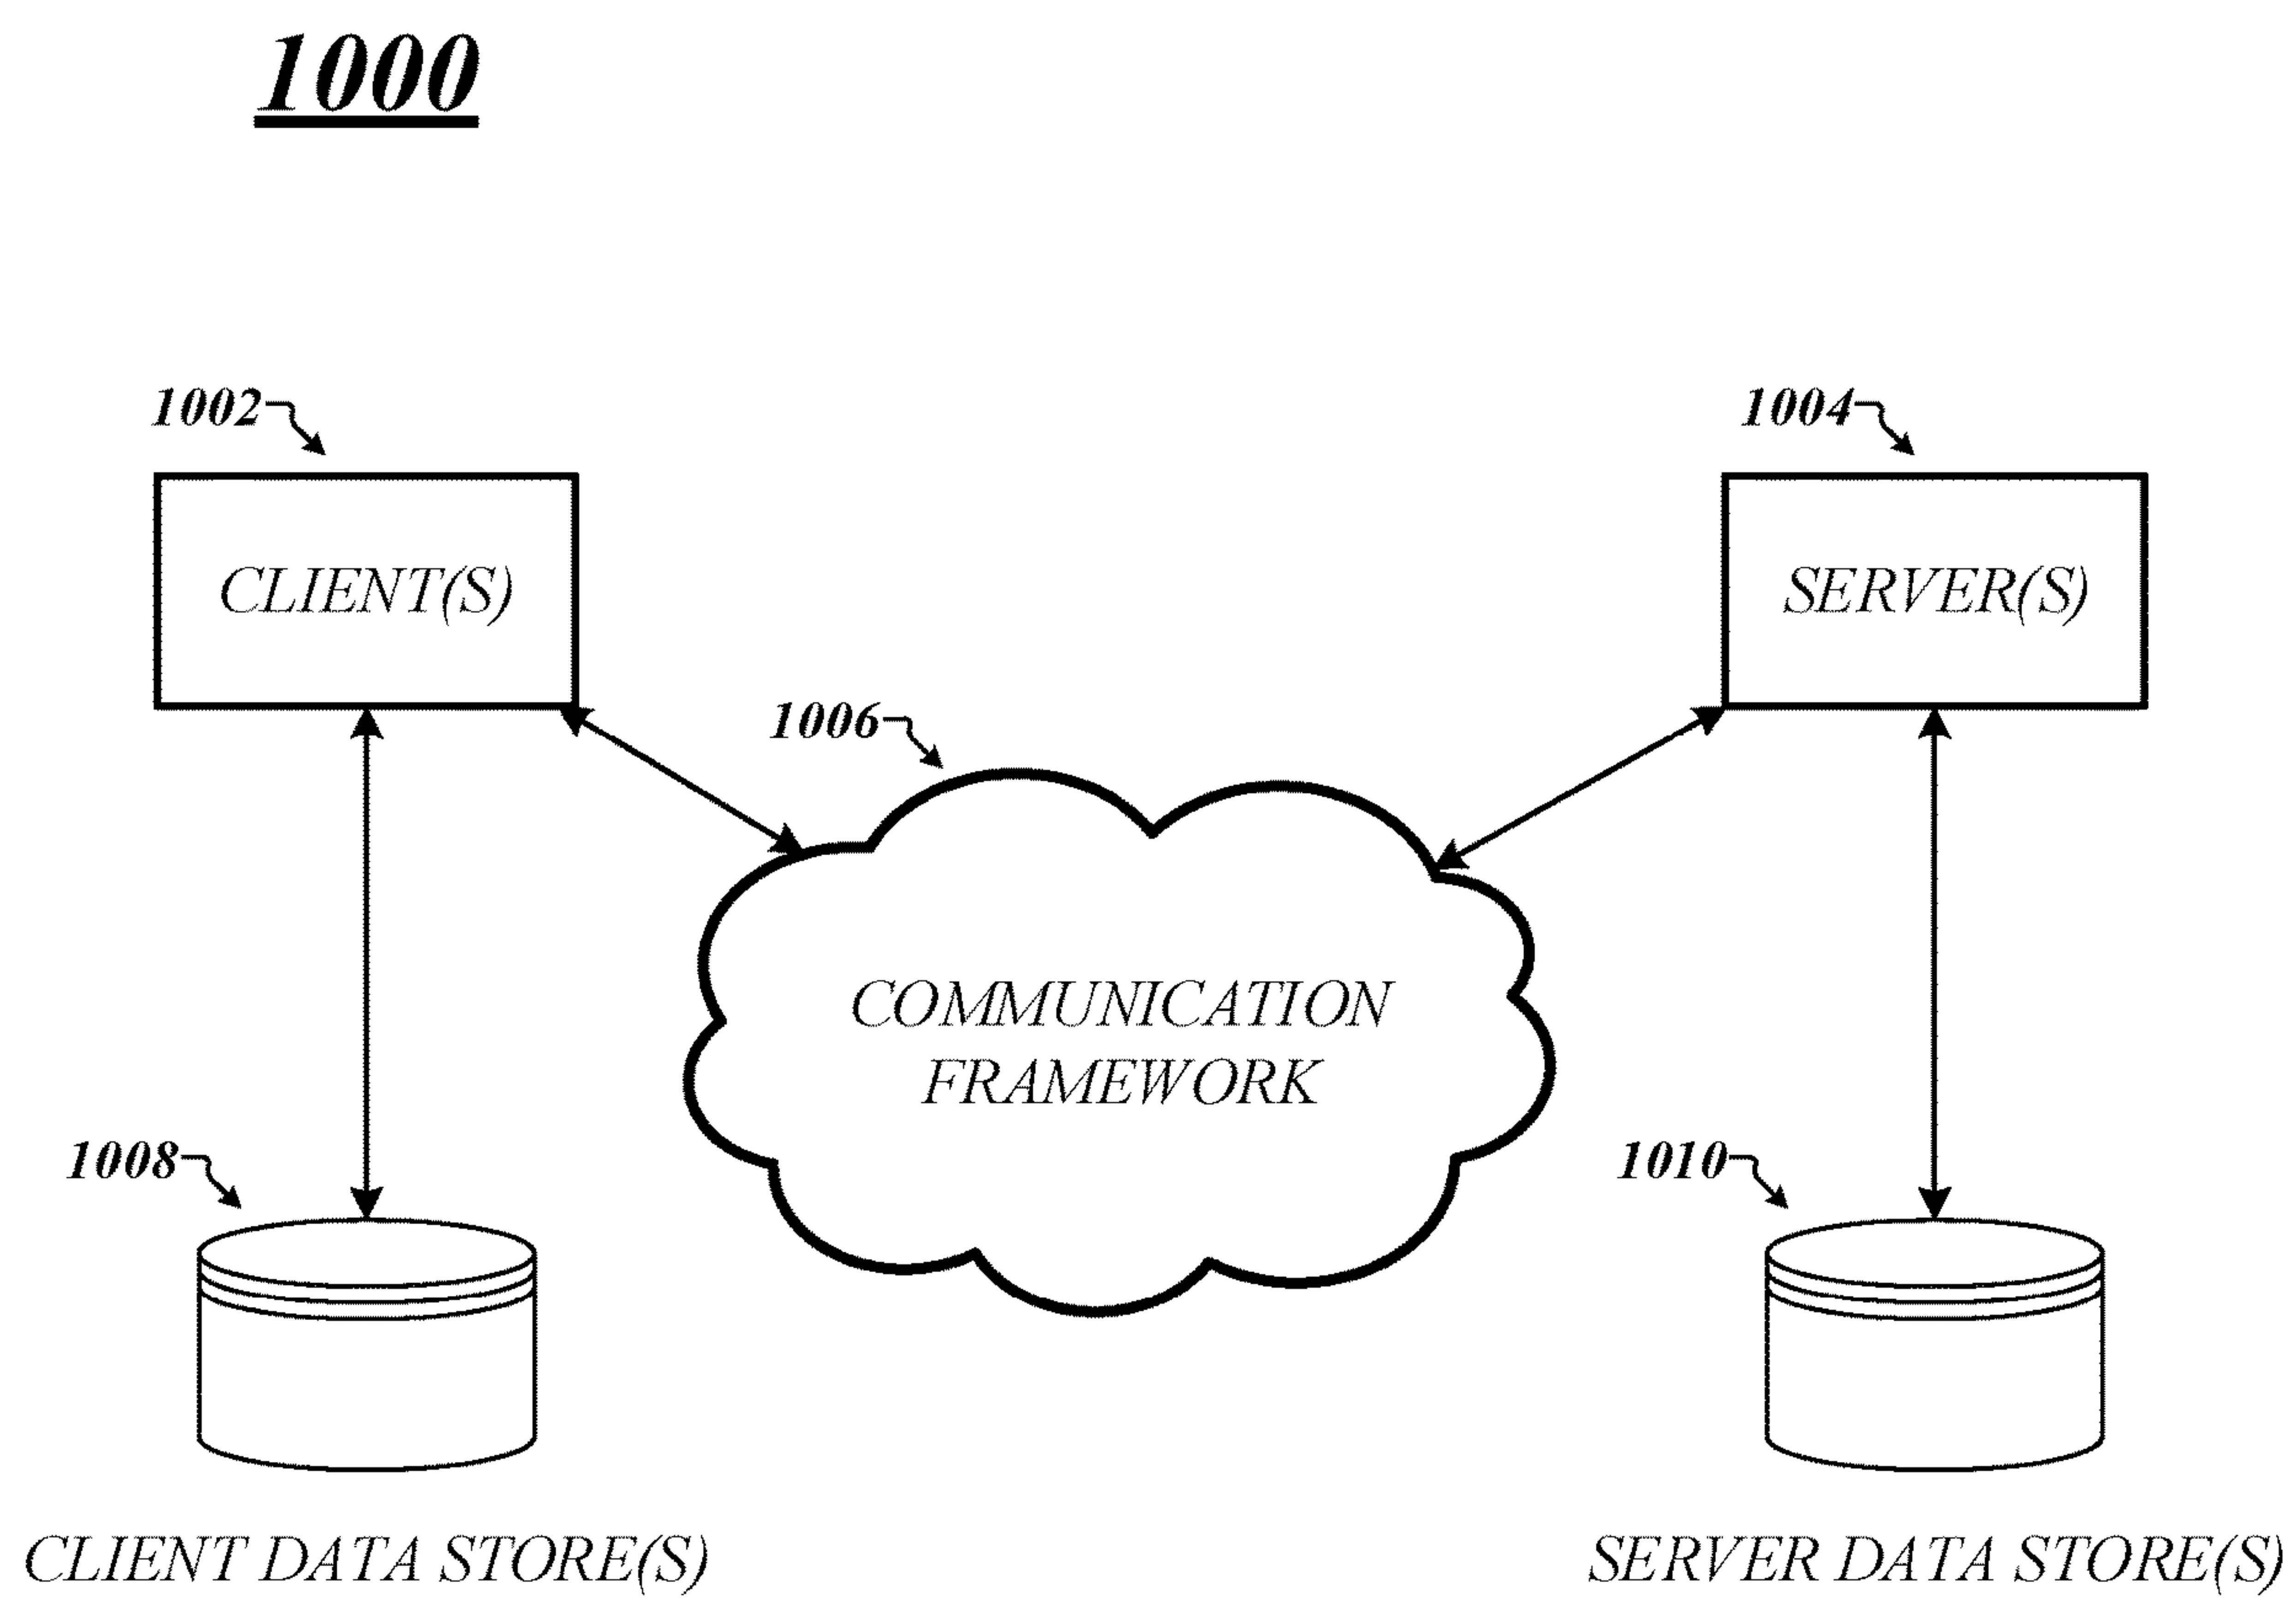 1000
1002
1004
CLIENT(S)
SERVER(S)
1006
COMMUNICATION
FRAMEWORK
1008
1010
CLIENT DATA STORE(S)
SERVER DATA STORE(S)